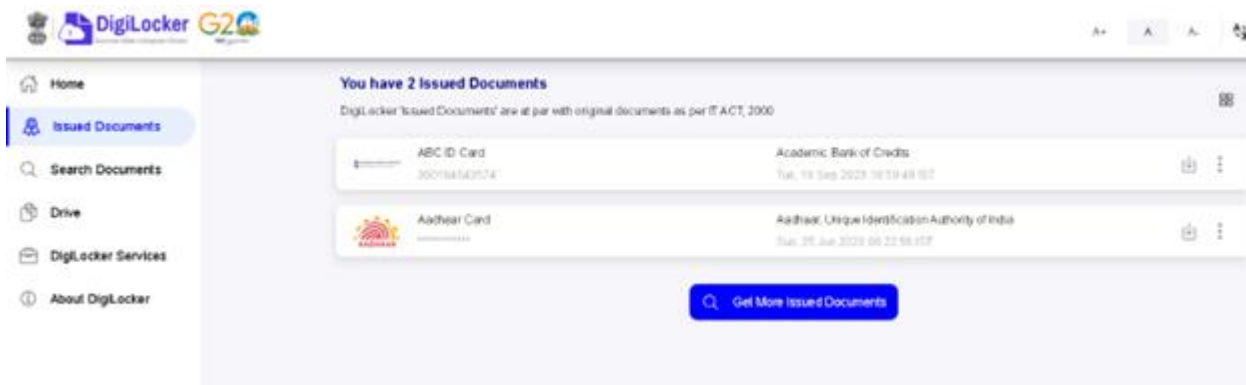 DigiLocker G20
A+ A A-
Home
Issued Documents
Search Documents
Drive
DigiLocker Services
About DigiLocker
You have 2 Issued Documents
DigiLocker 'Issued Documents' are at par with original documents as per IT ACT, 2000
ABC ID Card
Academic Bank of Credits
Aadhaar Card
Aadhaar, Unique Identification Authority of India
AADHAAR
Get More Issued Documents